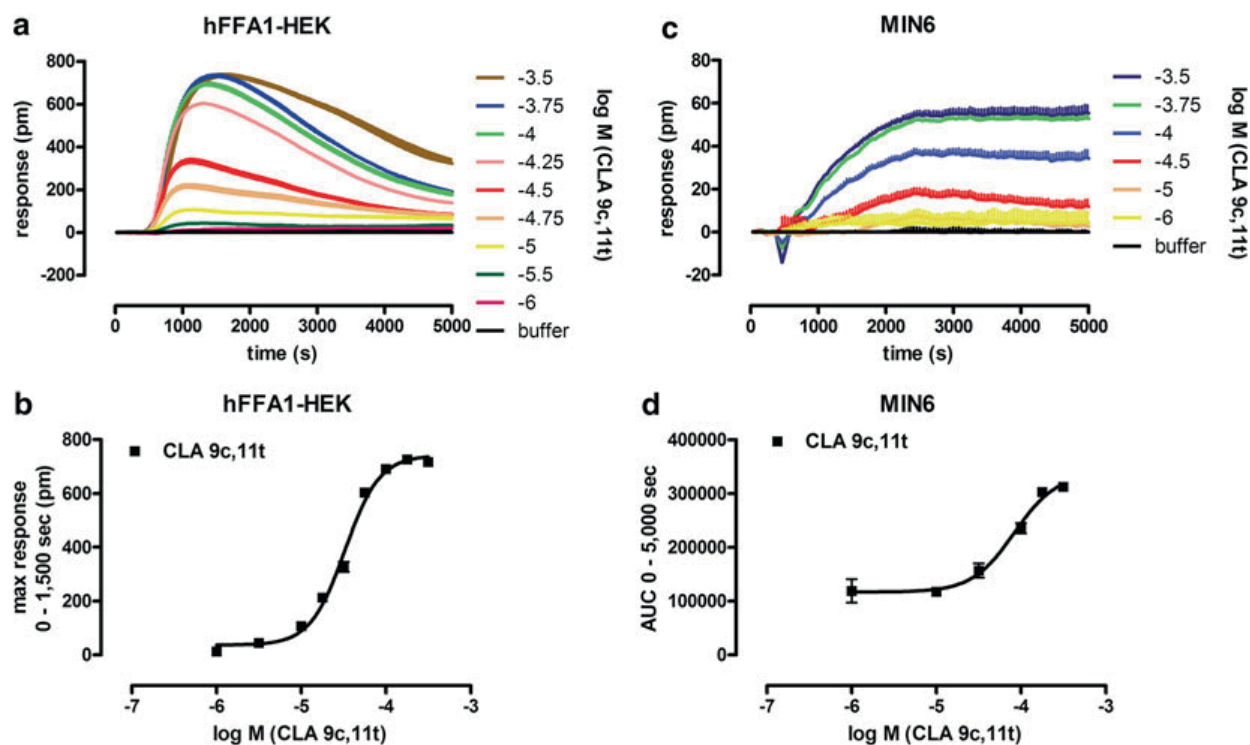 a
hFFA1-HEK
response (pm)
800
600
400
200
0
-200
0
1000
2000
3000
4000
5000
time (s)
-3.5
-3.75
-4
-4.25
-4.5
-4.75
-5
-5.5
-6
buffer
log M (CLA 9c,11t)
c
MIN6
response (pm)
80
60
40
20
0
-20
0
1000
2000
3000
4000
5000
time (s)
-3.5
-3.75
-4
-4.5
-5
-6
buffer
log M (CLA 9c,11t)
b
hFFA1-HEK
CLA 9c,11t
max response
0 - 1,500 sec (pm)
800
600
400
200
0
-7
-6
-5
-4
-3
log M (CLA 9c,11t)
d
MIN6
CLA 9c,11t
AUC 0 - 5,000 sec
400000
300000
200000
100000
0
-7
-6
-5
-4
-3
log M (CLA 9c,11t)